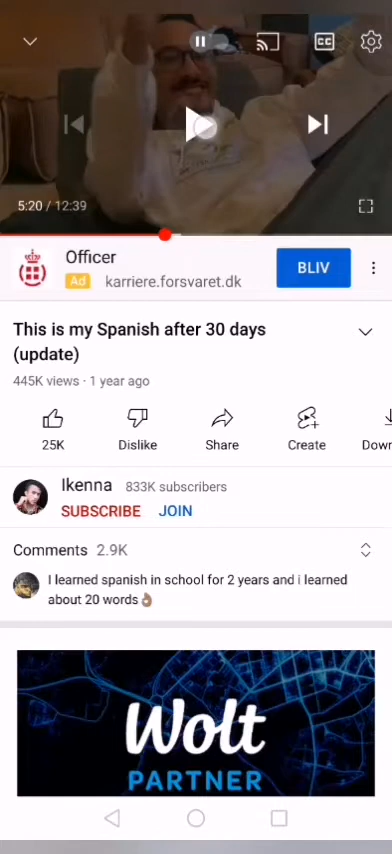 CC
5:20 / 12:39
Officer
Ad karriere.forsvaret.dk
BLIV
This is my Spanish after 30 days
(update)
445K views · 1 year ago
25K Dislike Share Create Down
Ikenna 833K subscribers
SUBSCRIBE JOIN
Comments 2.9K
I learned spanish in school for 2 years and i learned
about 20 words👌🏽
Wolt
PARTNER